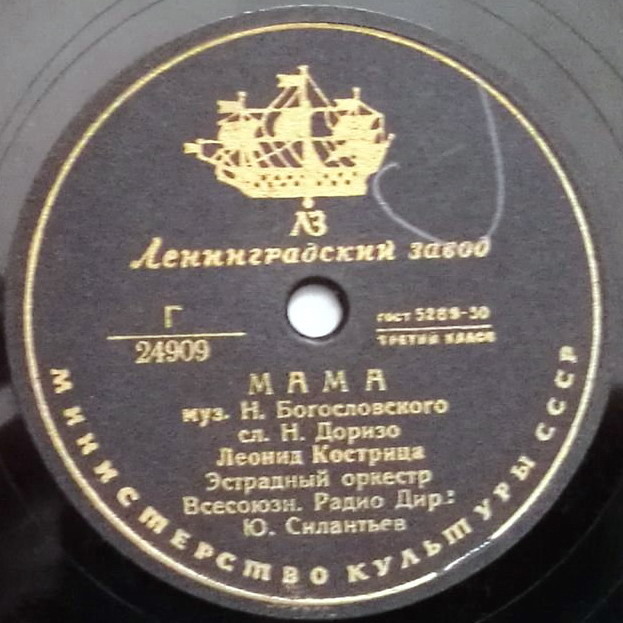 ЛЗ
Ленинградский завод
Г
24909
ГОСТ 5289-50
ТРЕТИЙ КЛАСС
МАМА
муз. Н. Богословского
сл. Н. Доризо
Леонид Кострица
Эстрадный оркестр
Всесоюзн. Радио Дир.:
Ю. Силантьев
МИНИСТЕРСТВО КУЛЬТУРЫ СССР